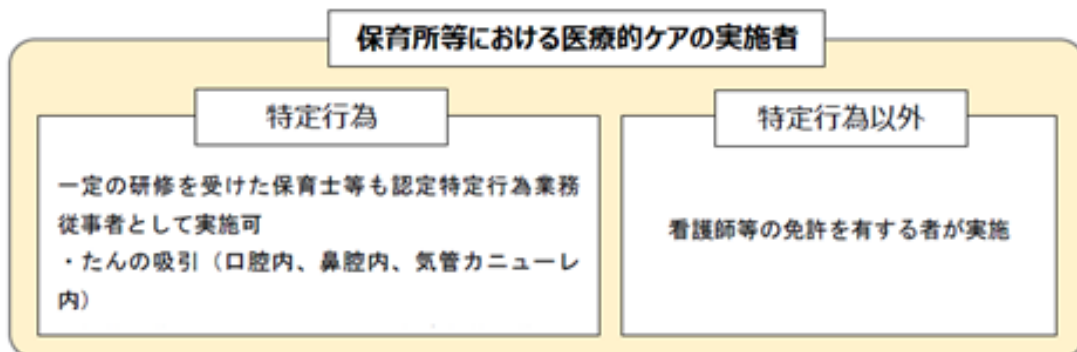 保育所等における医療的ケアの実施者
特定行為
一定の研修を受けた保育士等も認定特定行為業務
従事者として実施可
・たんの吸引（口腔内、鼻腔内、気管カニューレ
内）
特定行為以外
看護師等の免許を有する者が実施